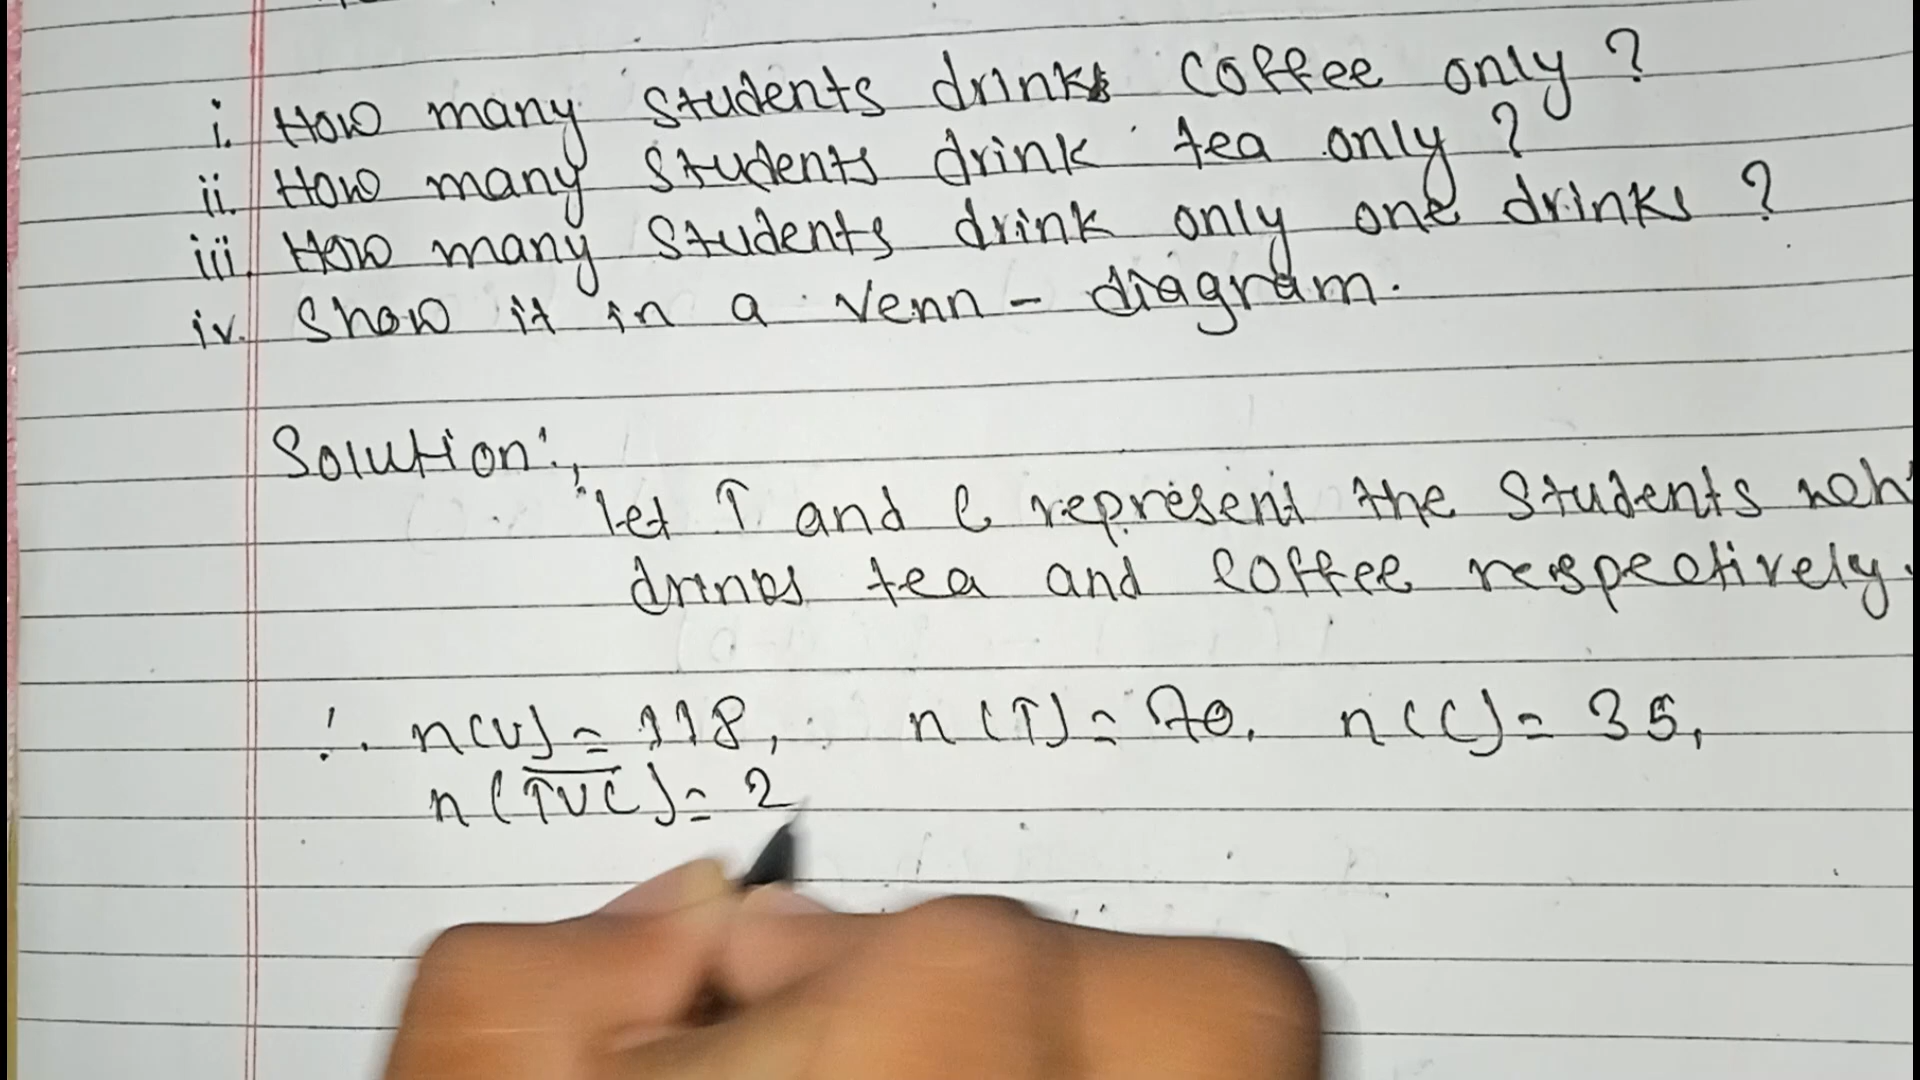 i. How many students drinks coffee only ?
ii. How many students drink tea only ?
iii. How many students drink only one drinks ?
iv. Show it in a venn - diagram.
Solution:,
let T and C represent the students
drinks tea and coffee respectively.
∴ n(U) = 118, n(T) = 70, n(C) = 35,
n(T̅U̅C̅) = 2